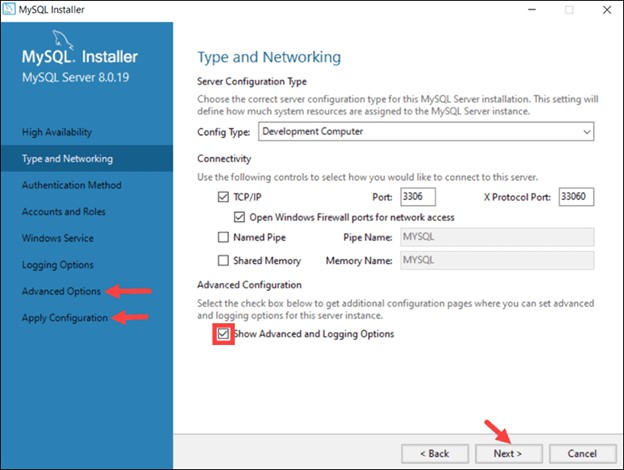 MySQL Installer
MySQL. Installer
MySQL Server 8.0.19
High Availability
Type and Networking
Authentication Method
Accounts and Roles
Windows Service
Logging Options
Advanced Options
Apply Configuration
Type and Networking
Server Configuration Type
Choose the correct server configuration type for this MySQL Server installation. This setting will
define how much system resources are assigned to the MySQL Server instance.
Config Type: Development Computer
Connectivity
Use the following controls to select how you would like to connect to this server.
TCP/IP Port: 3306 X Protocol Port: 33060
Open Windows Firewall ports for network access
Named Pipe Pipe Name: MYSQL
Shared Memory Memory Name: MYSQL
Advanced Configuration
Select the check box below to get additional configuration pages where you can set advanced
and logging options for this server instance.
Show Advanced and Logging Options
< Back Next > Cancel